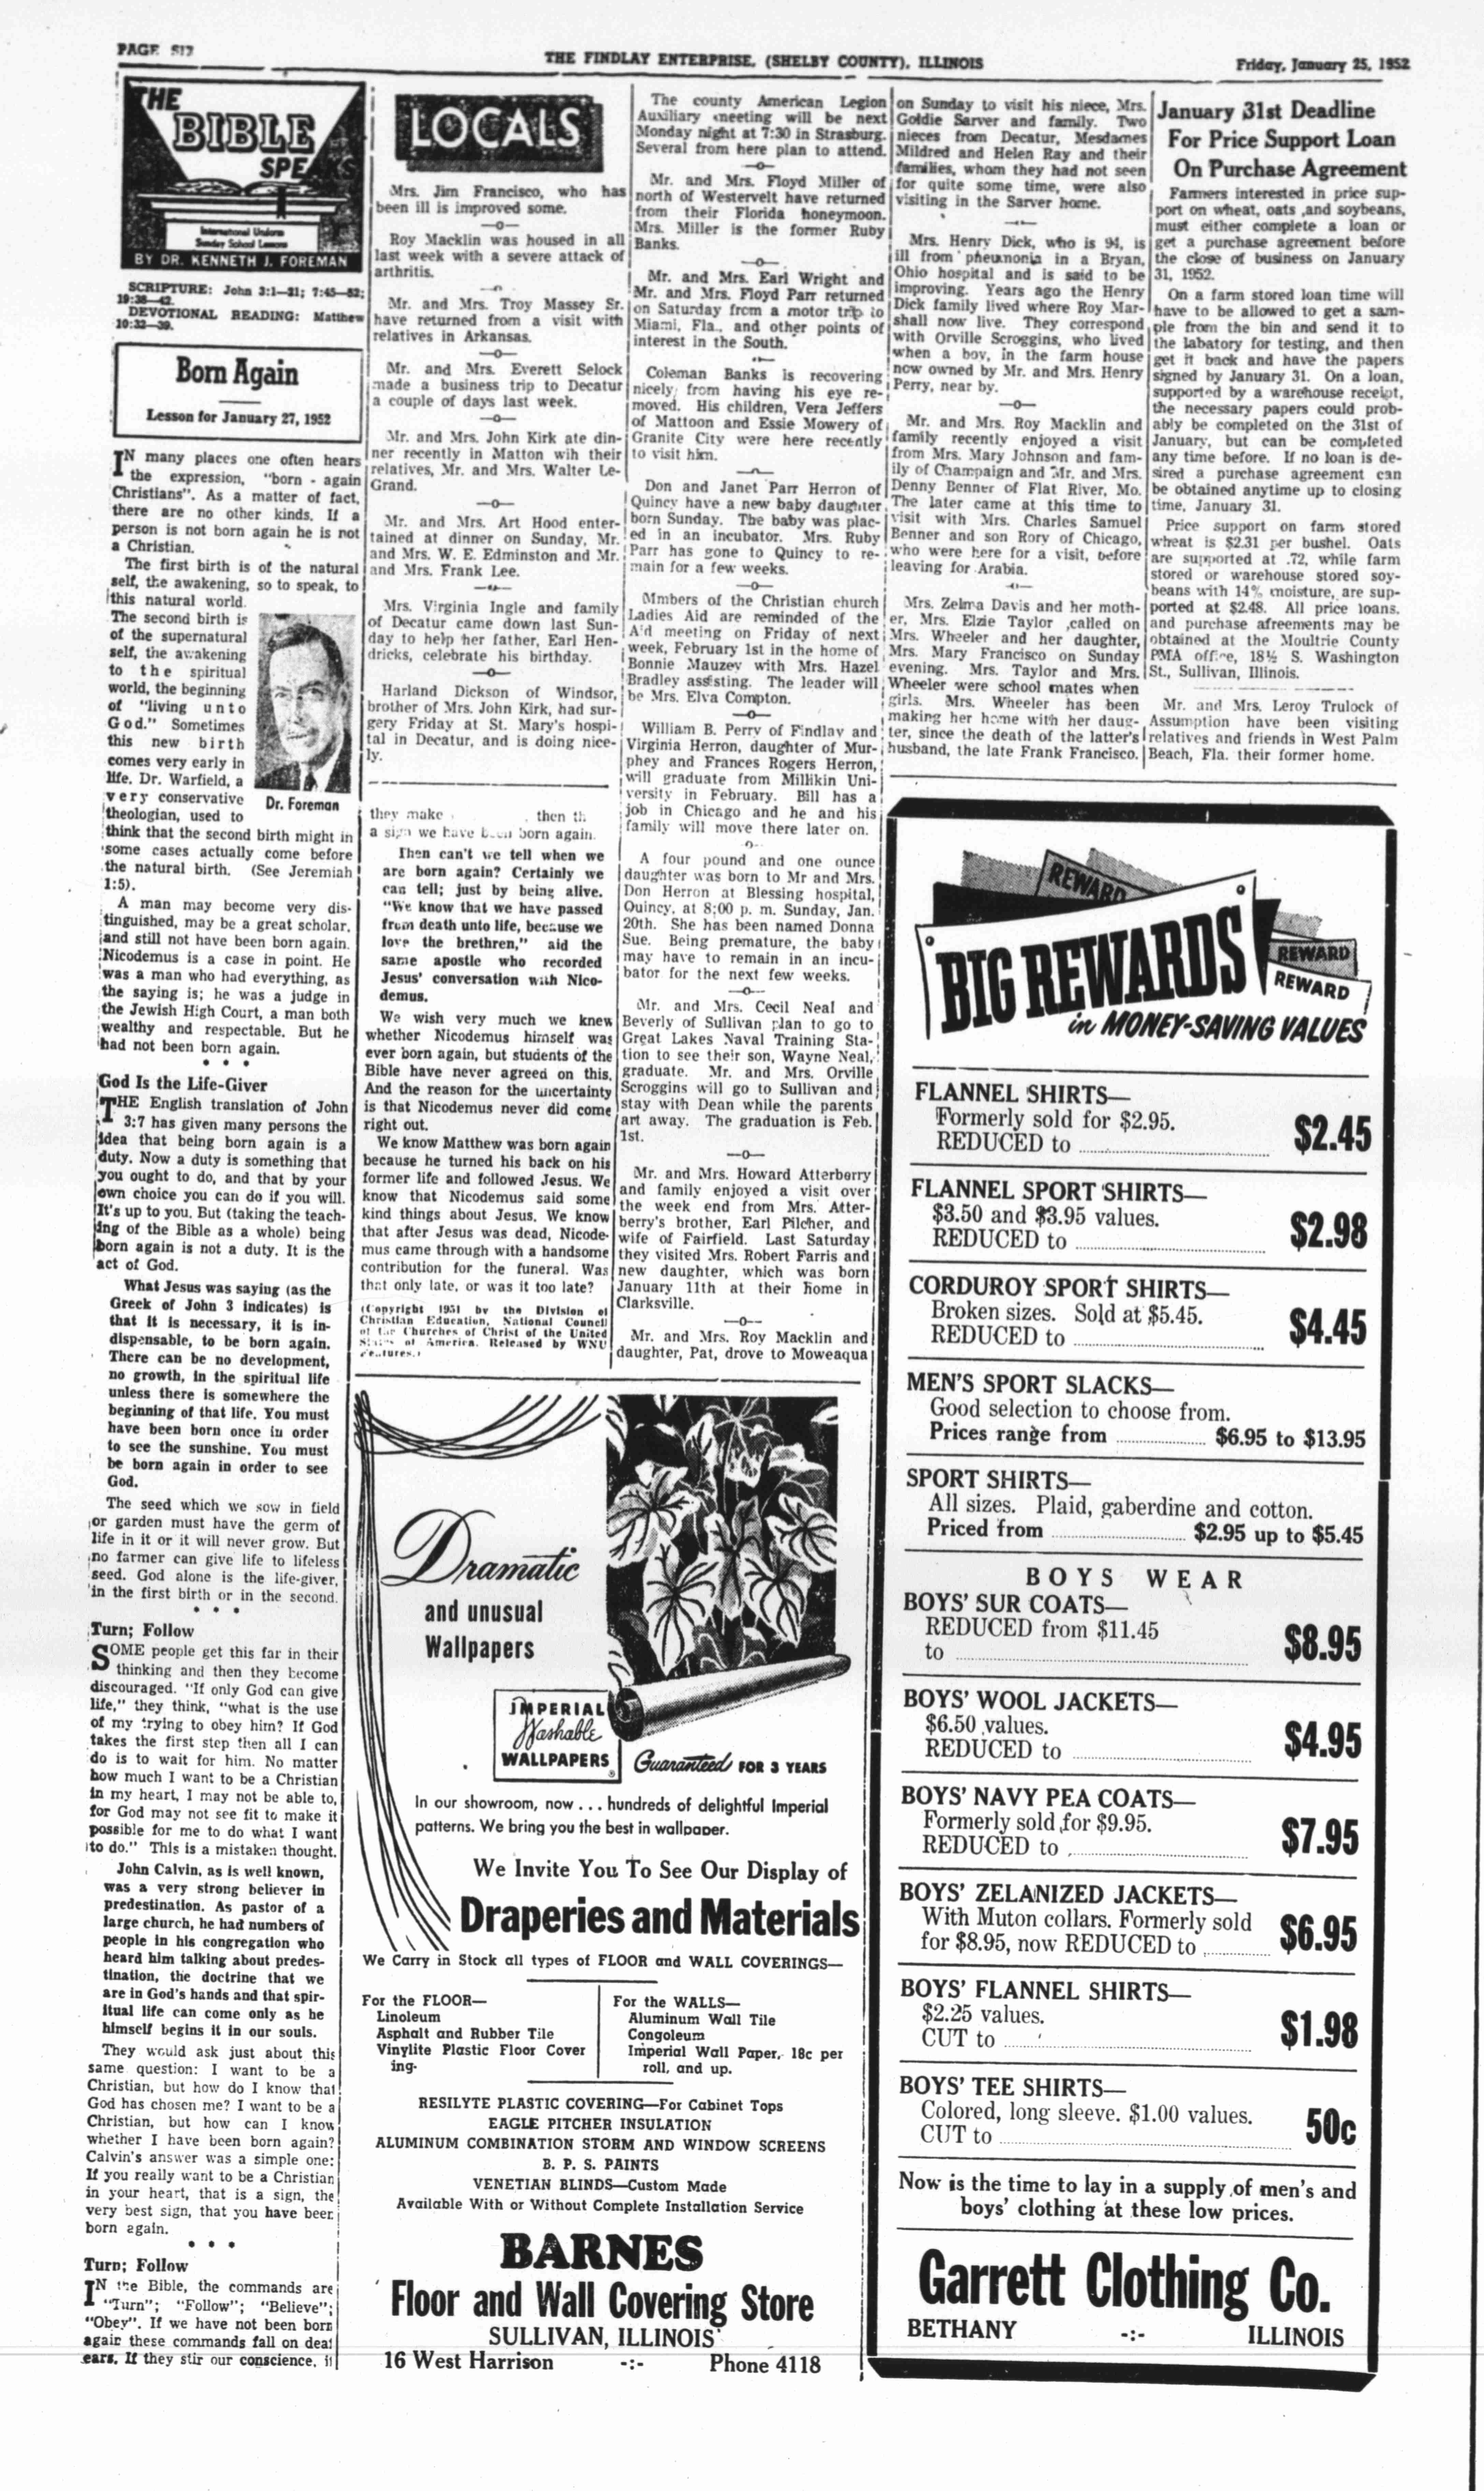 PAGE
THE FINDLAY ENTERPRISE, (SHELBY COUNTY), ILLINOIS
Friday, January 25, 1952
THE
BIBLE
SPEAKS
International Uniform
Sunday School Lessons
BY DR. KENNETH J. FOREMAN
SCRIPTURE: John 3:1—21; 7:45—52;
19:38—42.
DEVOTIONAL READING: Matthew
10:32—39.
Born Again
Lesson for January 27, 1952
IN many places one often hears
the expression, "born - again
Christians". As a matter of fact,
there are no other kinds. If a
person is not born again he is not
a Christian.
The first birth is of the natural
self, the awakening, so to speak, to
this natural world.
The second birth is
of the supernatural
self, the awakening
to the spiritual
world, the beginning
of "living unto
God." Sometimes
this new birth
comes very early in
life. Dr. Warfield, a
very conservative
theologian, used to
Dr. Foreman
think that the second birth might in
some cases actually come before
the natural birth. (See Jeremiah
1:5).
A man may become very dis-
tinguished, may be a great scholar,
and still not have been born again.
Nicodemus is a case in point. He
was a man who had everything, as
the saying is; he was a judge in
the Jewish High Court, a man both
wealthy and respectable. But he
had not been born again.
* * *
God Is the Life-Giver
THE English translation of John
3:7 has given many persons the
idea that being born again is a
duty. Now a duty is something that
you ought to do, and that by your
own choice you can do if you will.
It's up to you. But (taking the teach-
ing of the Bible as a whole) being
born again is not a duty. It is the
act of God.
What Jesus was saying (as the
Greek of John 3 indicates) is
that it is necessary, it is in-
dispensable, to be born again.
There can be no development,
no growth, in the spiritual life
unless there is somewhere the
beginning of that life. You must
have been born once in order
to see the sunshine. You must
be born again in order to see
God.
The seed which we sow in field
or garden must have the germ of
life in it or it will never grow. But
no farmer can give life to lifeless
seed. God alone is the life-giver,
in the first birth or in the second.
* * *
Turn; Follow
SOME people get this far in their
thinking and then they become
discouraged. "If only God can give
life," they think, "what is the use
of my trying to obey him? If God
takes the first step then all I can
do is to wait for him. No matter
how much I want to be a Christian
in my heart, I may not be able to,
for God may not see fit to make it
possible for me to do what I want
to do." This is a mistaken thought.
John Calvin, as is well known,
was a very strong believer in
predestination. As pastor of a
large church, he had numbers of
people in his congregation who
heard him talking about predes-
tination, the doctrine that we
are in God's hands and that spir-
itual life can come only as he
himself begins it in our souls.
They would ask just about this
same question: I want to be a
Christian, but how do I know that
God has chosen me? I want to be a
Christian, but how can I know
whether I have been born again?
Calvin's answer was a simple one:
If you really want to be a Christian
in your heart, that is a sign, the
very best sign, that you have been
born again.
* * *
Turn; Follow
IN the Bible, the commands are
"Turn"; "Follow"; "Believe";
"Obey". If we have not been born
again these commands fall on deaf
ears. If they stir our conscience, if
LOCALS
Mrs. Jim Francisco, who has
been ill is improved some.
—o—
Roy Macklin was housed in all
last week with a severe attack of
arthritis.
Mr. and Mrs. Troy Massey Sr.
have returned from a visit with
relatives in Arkansas.
—o—
Mr. and Mrs. Everett Selock
made a business trip to Decatur
a couple of days last week.
—o—
Mr. and Mrs. John Kirk ate din-
ner recently in Matton wih their
relatives, Mr. and Mrs. Walter Le-
Grand.
—o—
Mr. and Mrs. Art Hood enter-
tained at dinner on Sunday, Mr.
and Mrs. W. E. Edminston and Mr.
and Mrs. Frank Lee.
—o—
Mrs. Virginia Ingle and family
of Decatur came down last Sun-
day to help her father, Earl Hen-
dricks, celebrate his birthday.
—o—
Harland Dickson of Windsor,
brother of Mrs. John Kirk, had sur-
gery Friday at St. Mary's hospi-
tal in Decatur, and is doing nice-
ly.
they make then
a sign we have been born again.
Then can't we tell when we
are born again? Certainly we
can tell; just by being alive.
"We know that we have passed
from death unto life, because we
love the brethren," aid the
same apostle who recorded
Jesus' conversation with Nico-
demus.
We wish very much we knew
whether Nicodemus himself was
ever born again, but students of the
Bible have never agreed on this.
And the reason for the uncertainty
is that Nicodemus never did come
right out.
We know Matthew was born again
because he turned his back on his
former life and followed Jesus. We
know that Nicodemus said some
kind things about Jesus. We know
that after Jesus was dead, Nicode-
mus came through with a handsome
contribution for the funeral. Was
that only late, or was it too late?
(Copyright 1951 by the Division of
Christian Education, National Council
of the Churches of Christ of the United
States of America. Released by WNU
Features.)
The county American Legion
Auxiliary meeting will be next
Monday night at 7:30 in Strasburg.
Several from here plan to attend.
—o—
Mr. and Mrs. Floyd Miller of
north of Westervelt have returned
from their Florida honeymoon.
Mrs. Miller is the former Ruby
Banks.
—o—
Mr. and Mrs. Earl Wright and
Mr. and Mrs. Floyd Parr returned
on Saturday from a motor trip to
Miami, Fla., and other points of
interest in the South.
Coleman Banks is recovering
nicely from having his eye re-
moved. His children, Vera Jeffers
of Mattoon and Essie Mowery of
Granite City were here recently
to visit him.
Don and Janet Parr Herron of
Quincy have a new baby daughter
born Sunday. The baby was plac-
ed in an incubator. Mrs. Ruby
Parr has gone to Quincy to re-
main for a few weeks.
—o—
Mmbers of the Christian church
Ladies Aid are reminded of the
Aid meeting on Friday of next
week, February 1st in the home of
Bonnie Mauzey with Mrs. Hazel
Bradley assisting. The leader will
be Mrs. Elva Compton.
—o—
William B. Perry of Findlay and
Virginia Herron, daughter of Mur-
phey and Frances Rogers Herron,
will graduate from Millikin Uni-
versity in February. Bill has a
job in Chicago and he and his
family will move there later on.
A four pound and one ounce
daughter was born to Mr and Mrs.
Don Herron at Blessing hospital,
Quincy, at 8:00 p. m. Sunday, Jan.
20th. She has been named Donna
Sue. Being premature, the baby
may have to remain in an incu-
bator for the next few weeks.
—o—
Mr. and Mrs. Cecil Neal and
Beverly of Sullivan plan to go to
Great Lakes Naval Training Sta-
tion to see their son, Wayne Neal,
graduate. Mr. and Mrs. Orville
Scroggins will go to Sullivan and
stay with Dean while the parents
art away. The graduation is Feb.
1st.
—o—
Mr. and Mrs. Howard Atterberry
and family enjoyed a visit over
the week end from Mrs. Atter-
berry's brother, Earl Pilcher, and
wife of Fairfield. Last Saturday
they visited Mrs. Robert Farris and
new daughter, which was born
January 11th at their home in
Clarksville.
—o—
Mr. and Mrs. Roy Macklin and
daughter, Pat, drove to Moweaqua
on Sunday to visit his niece, Mrs.
Goldie Sarver and family. Two
nieces from Decatur, Mesdames
Mildred and Helen Ray and their
families, whom they had not seen
for quite some time, were also
visiting in the Sarver home.
Mrs. Henry Dick, who is 94, is
ill from pheunonia in a Bryan,
Ohio hospital and is said to be
improving. Years ago the Henry
Dick family lived where Roy Mar-
shall now live. They correspond
with Orville Scroggins, who lived
when a boy, in the farm house
now owned by Mr. and Mrs. Henry
Perry, near by.
—o—
Mr. and Mrs. Roy Macklin and
family recently enjoyed a visit
from Mrs. Mary Johnson and fam-
ily of Champaign and Mr. and Mrs.
Denny Benner of Flat River, Mo.
The later came at this time to
visit with Mrs. Charles Samuel
Benner and son Rory of Chicago,
who were here for a visit, before
leaving for Arabia.
Mrs. Zelma Davis and her moth-
er, Mrs. Elzie Taylor ,called on
Mrs. Wheeler and her daughter,
Mrs. Mary Francisco on Sunday
evening. Mrs. Taylor and Mrs.
Wheeler were school mates when
girls. Mrs. Wheeler has been
making her home with her daug-
ter, since the death of the latter's
husband, the late Frank Francisco.
January 31st Deadline
For Price Support Loan
On Purchase Agreement
Farmers interested in price sup-
port on wheat, oats ,and soybeans,
must either complete a loan or
get a purchase agreement before
the close of business on January
31, 1952.
On a farm stored loan time will
have to be allowed to get a sam-
ple from the bin and send it to
the labatory for testing, and then
get it back and have the papers
signed by January 31. On a loan,
supported by a warehouse receipt,
the necessary papers could prob-
ably be completed on the 31st of
January, but can be completed
any time before. If no loan is de-
sired a purchase agreement can
be obtained anytime up to closing
time, January 31.
Price support on farm stored
wheat is $2.31 per bushel. Oats
are supported at .72, while farm
stored or warehouse stored soy-
beans with 14% moisture, are sup-
ported at $2.48. All price loans.
and purchase afreements may be
obtained at the Moultrie County
PMA office, 18½ S. Washington
St., Sullivan, Illinois.
Mr. and Mrs. Leroy Trulock of
Assumption have been visiting
relatives and friends in West Palm
Beach, Fla. their former home.
Dramatic
and unusual
Wallpapers
IMPERIAL
Washable
WALLPAPERS
®
Guaranteed FOR 3 YEARS
In our showroom, now . . . hundreds of delightful Imperial
patterns. We bring you the best in wallpaper.
We Invite You To See Our Display of
Draperies and Materials
We Carry in Stock all types of FLOOR and WALL COVERINGS—
For the FLOOR—
Linoleum
Asphalt and Rubber Tile
Vinylite Plastic Floor Cover
ing.
For the WALLS—
Aluminum Wall Tile
Congoleum
Imperial Wall Paper, 18c per
roll, and up.
RESILYTE PLASTIC COVERING—For Cabinet Tops
EAGLE PITCHER INSULATION
ALUMINUM COMBINATION STORM AND WINDOW SCREENS
B. P. S. PAINTS
VENETIAN BLINDS—Custom Made
Available With or Without Complete Installation Service
BARNES
Floor and Wall Covering Store
SULLIVAN, ILLINOIS
16 West Harrison -:- Phone 4118
REWARD
BIG REWARDS
REWARD
REWARD
in MONEY-SAVING VALUES
FLANNEL SHIRTS—
Formerly sold for $2.95.
REDUCED to $2.45
FLANNEL SPORT SHIRTS—
$3.50 and $3.95 values.
REDUCED to $2.98
CORDUROY SPORT SHIRTS—
Broken sizes. Sold at $5.45.
REDUCED to $4.45
MEN'S SPORT SLACKS—
Good selection to choose from.
Prices range from $6.95 to $13.95
SPORT SHIRTS—
All sizes. Plaid, gaberdine and cotton.
Priced from $2.95 up to $5.45
BOYS WEAR
BOYS' SUR COATS—
REDUCED from $11.45
to $8.95
BOYS' WOOL JACKETS—
$6.50 values.
REDUCED to $4.95
BOYS' NAVY PEA COATS—
Formerly sold for $9.95.
REDUCED to $7.95
BOYS' ZELANIZED JACKETS—
With Muton collars. Formerly sold
for $8.95, now REDUCED to $6.95
BOYS' FLANNEL SHIRTS—
$2.25 values.
CUT to $1.98
BOYS' TEE SHIRTS—
Colored, long sleeve. $1.00 values.
CUT to 50c
Now is the time to lay in a supply of men's and
boys' clothing at these low prices.
Garrett Clothing Co.
BETHANY -:- ILLINOIS